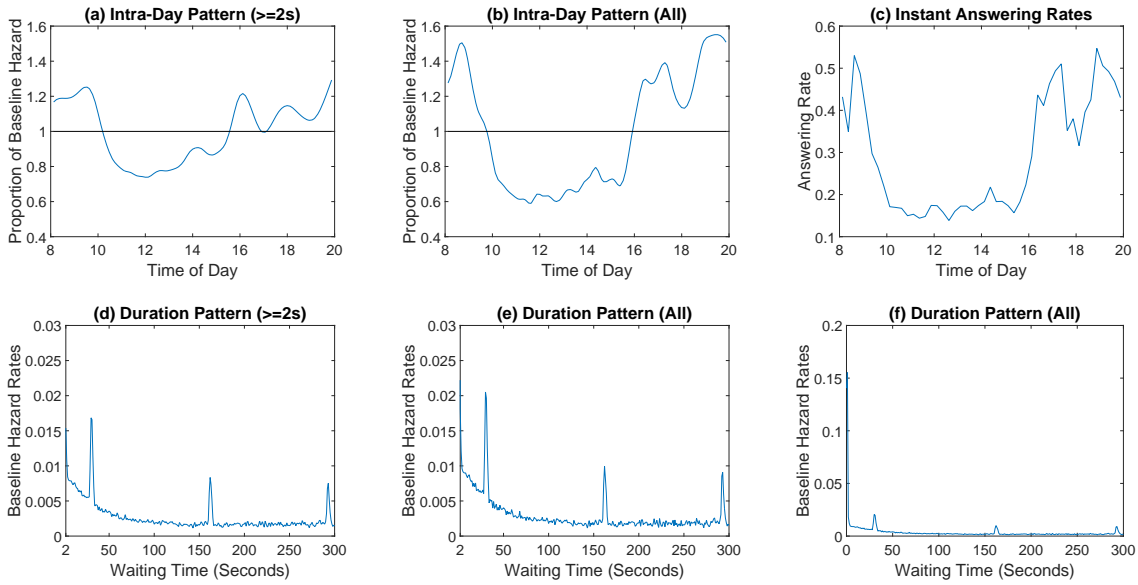 (a) Intra-Day Pattern (>=2s)
Proportion of Baseline Hazard
1.6
1.4
1.2
1
0.8
0.6
0.4
8 10 12 14 16 18 20
Time of Day
(b) Intra-Day Pattern (All)
Proportion of Baseline Hazard
1.6
1.4
1.2
1
0.8
0.6
0.4
8 10 12 14 16 18 20
Time of Day
(c) Instant Answering Rates
Answering Rate
0.6
0.5
0.4
0.3
0.2
0.1
8 10 12 14 16 18 20
Time of Day
(d) Duration Pattern (>=2s)
Baseline Hazard Rates
0.03
0.025
0.02
0.015
0.01
0.005
0
2 50 100 150 200 250 300
Waiting Time (Seconds)
(e) Duration Pattern (All)
Baseline Hazard Rates
0.03
0.025
0.02
0.015
0.01
0.005
0
2 50 100 150 200 250 300
Waiting Time (Seconds)
(f) Duration Pattern (All)
Baseline Hazard Rates
0.2
0.15
0.1
0.05
0
0 50 100 150 200 250 300
Waiting Time (Seconds)